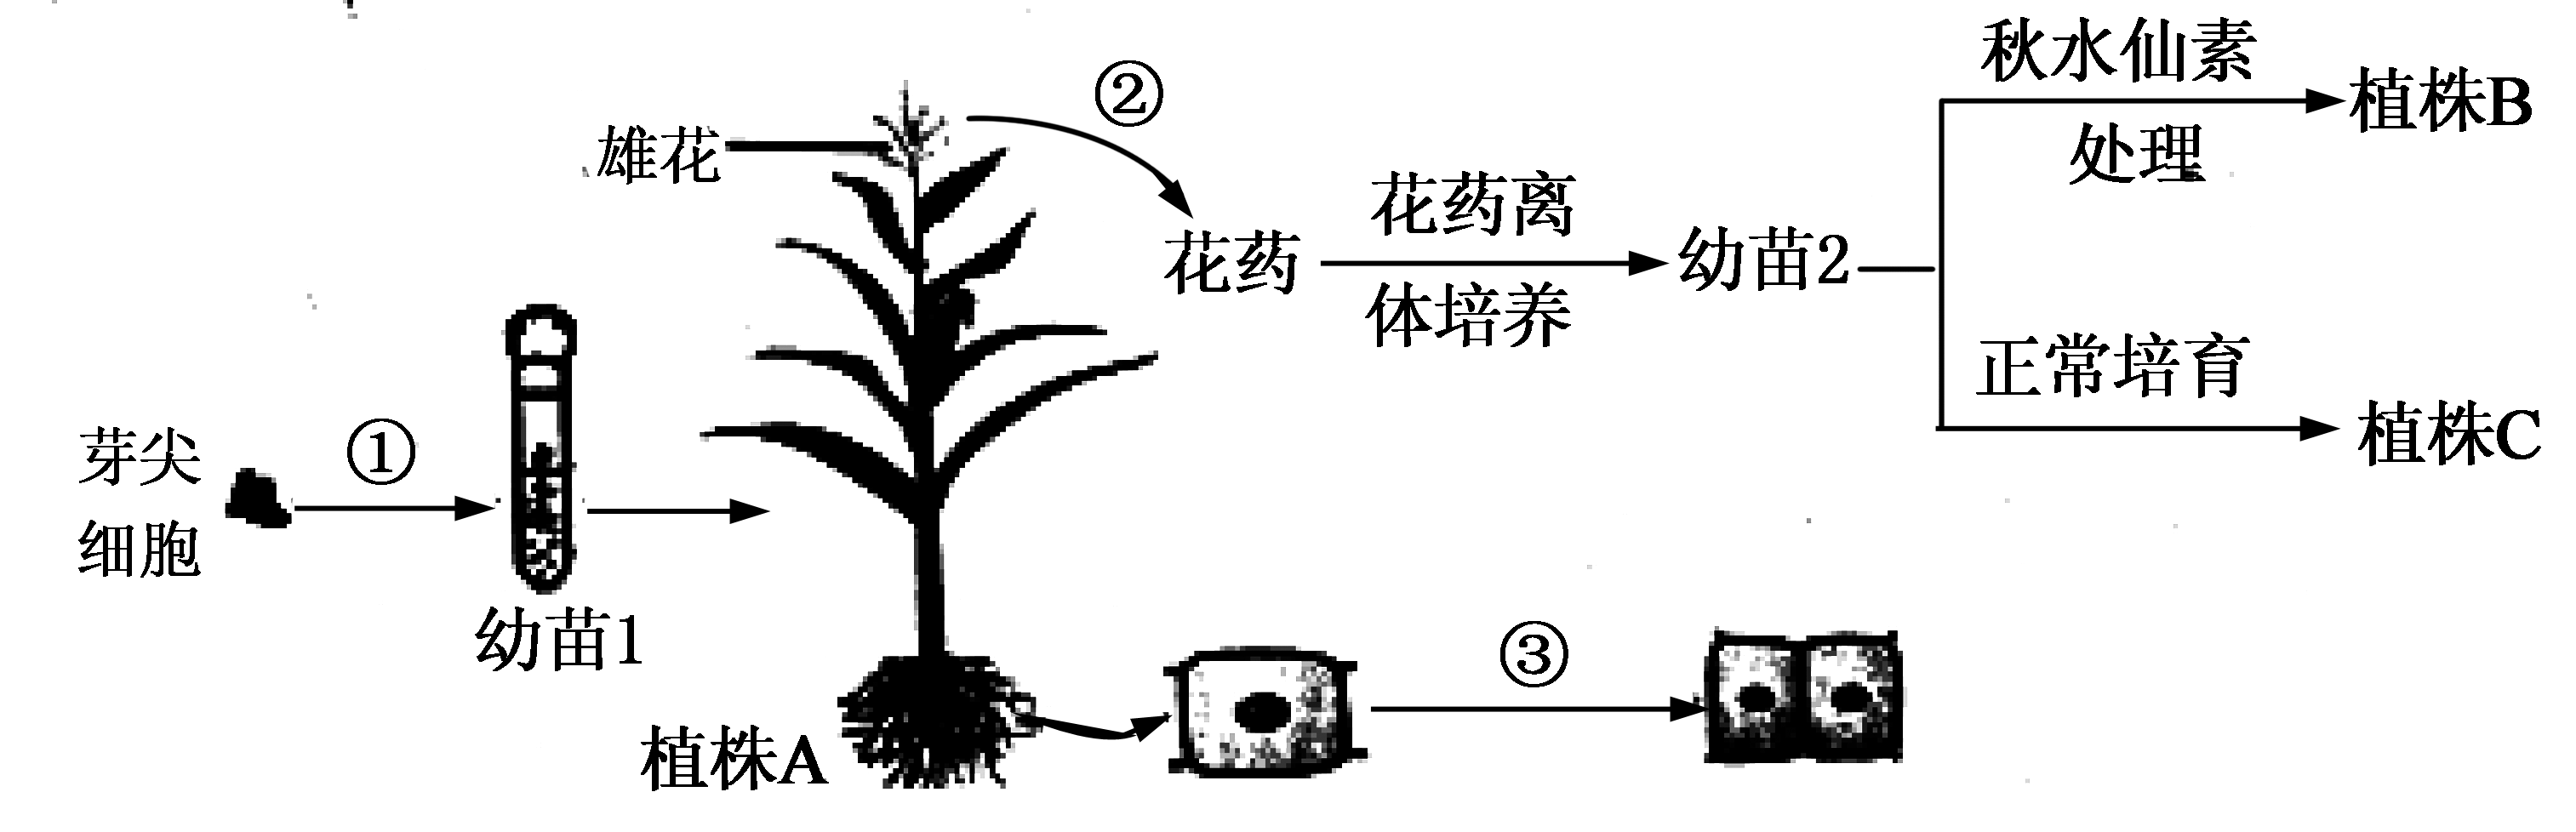 芽尖
细胞
①
幼苗1
雄花
植株A
②
花药
花药离
体培养
幼苗2
秋水仙素
处理
植株B
正常培育
植株C
③